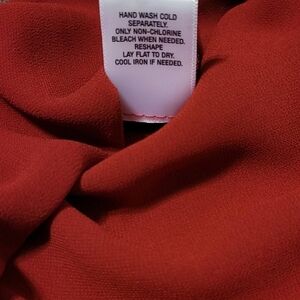 HAND WASH COLD
SEPARATELY.
ONLY NON-CHLORINE
BLEACH WHEN NEEDED.
RESHAPE
LAY FLAT TO DRY.
COOL IRON IF NEEDED.